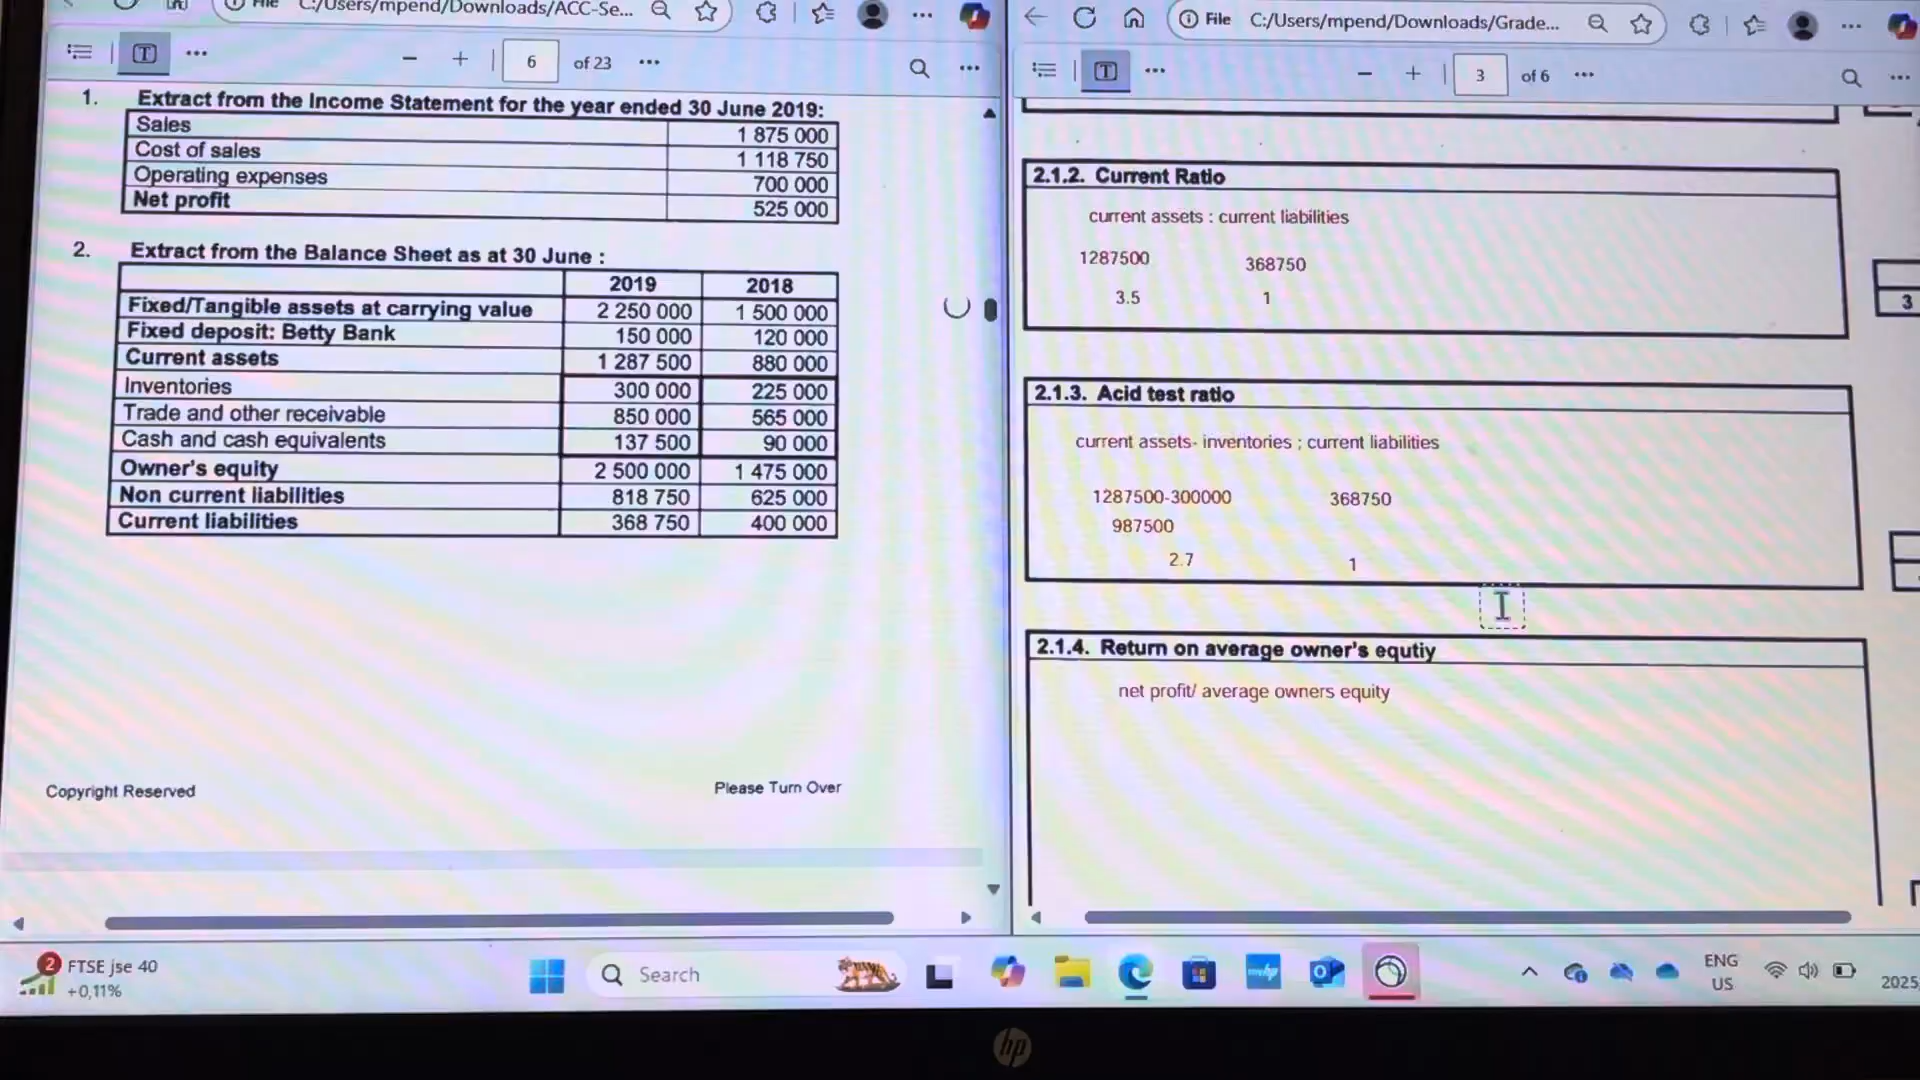 File C:/Users/mpend/Downloads/ACC-Se...
6 of 23
1. Extract from the Income Statement for the year ended 30 June 2019:
Sales 1 875 000
Cost of sales 1 118 750
Operating expenses 700 000
Net profit 525 000
2. Extract from the Balance Sheet as at 30 June :
2019 2018
Fixed/Tangible assets at carrying value 2 250 000 1 500 000
Fixed deposit: Betty Bank 150 000 120 000
Current assets 1 287 500 880 000
Inventories 300 000 225 000
Trade and other receivable 850 000 565 000
Cash and cash equivalents 137 500 90 000
Owner's equity 2 500 000 1 475 000
Non current liabilities 818 750 625 000
Current liabilities 368 750 400 000
Copyright Reserved Please Turn Over
File C:/Users/mpend/Downloads/Grade...
3 of 6
2.1.2. Current Ratio
current assets : current liabilities
1287500 368750
3.5 1
3
2.1.3. Acid test ratio
current assets- inventories ; current liabilities
1287500-300000 368750
987500
2.7 1
2.1.4. Return on average owner's equtiy
net profit/ average owners equity
2 FTSE jse 40
+0,11%
Search
myhp
ENG
US
2025
hp